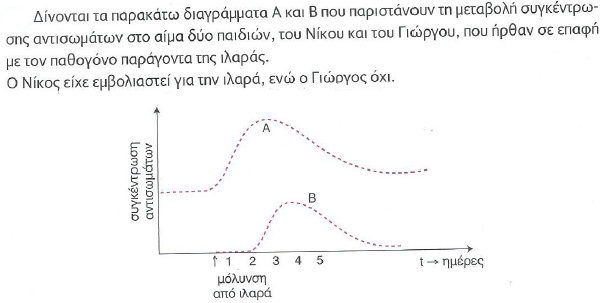 Δίνονται τα παρακάτω διαγράμματα Α και Β που παριστάνουν τη μεταβολή συγκέντρω-
σης αντισωμάτων στο αίμα δύο παιδιών, του Νίκου και του Γιώργου, που ήρθαν σε επαφή
με τον παθογόνο παράγοντα της ιλαράς.
Ο Νίκος είχε εμβολιαστεί για την ιλαρά, ενώ ο Γιώργος όχι.
συγκέντρωση
αντισωμάτων
Α
Β
↑ 1 2 3 4 5 t → ημέρες
μόλυνση
από ιλαρά